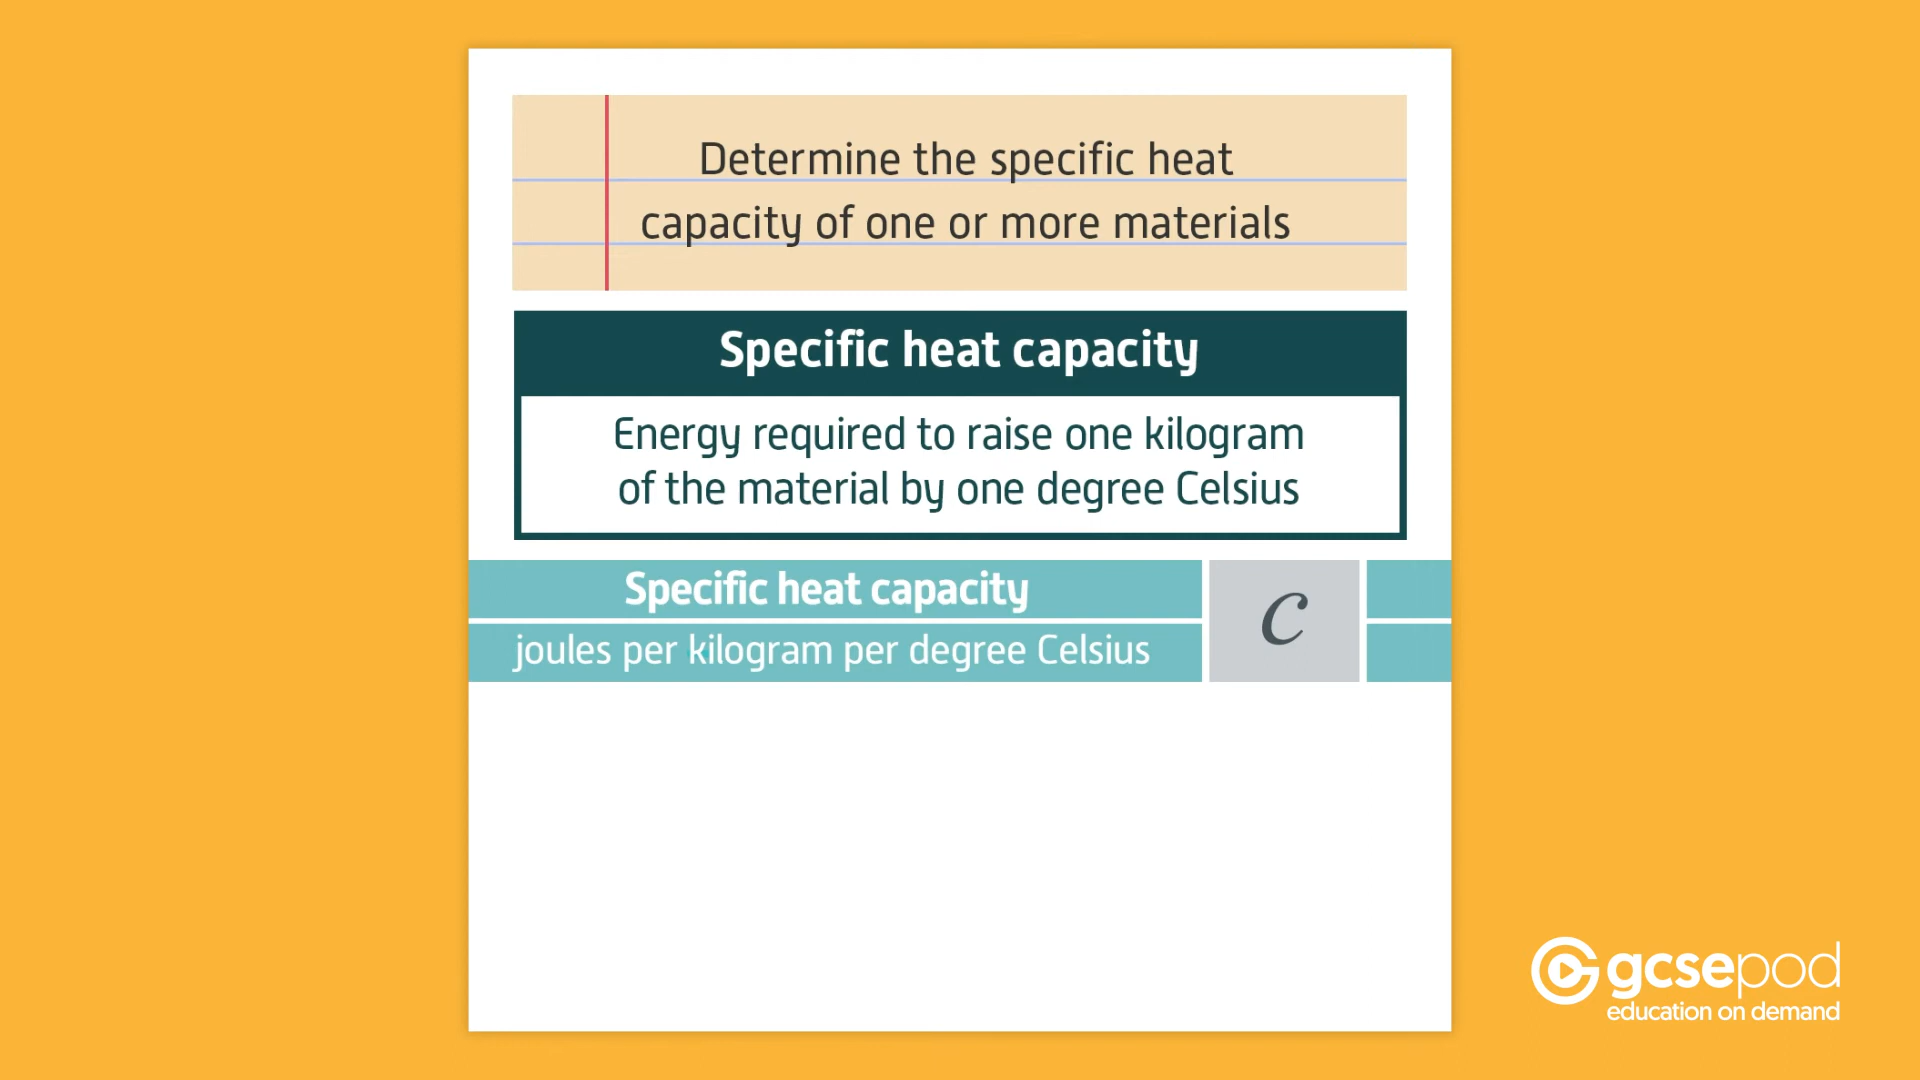 Determine the specific heat
capacity of one or more materials
Specific heat capacity
Energy required to raise one kilogram
of the material by one degree Celsius
Specific heat capacity
joules per kilogram per degree Celsius
c
gcsepod
education on demand